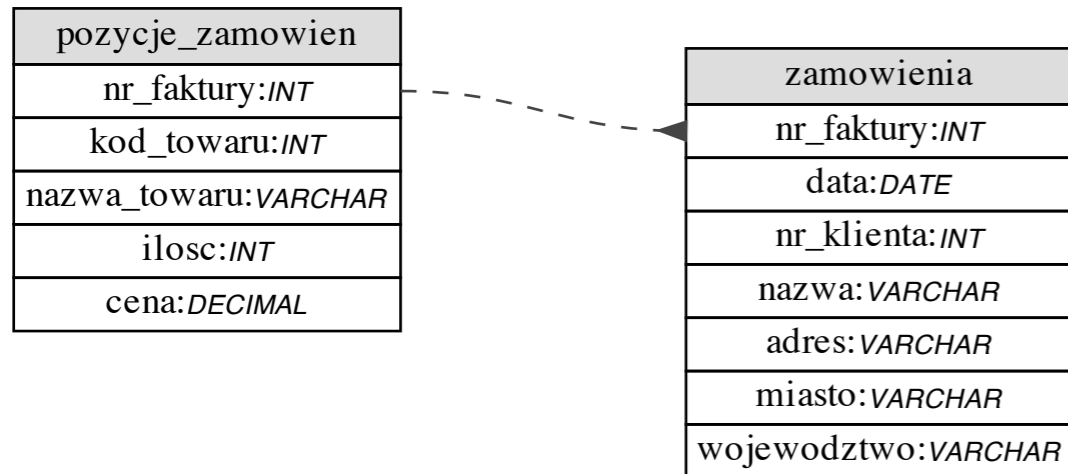 pozycje_zamowien
nr_faktury:INT
kod_towaru:INT
nazwa_towaru:VARCHAR
ilosc:INT
cena:DECIMAL
zamowienia
nr_faktury:INT
data:DATE
nr_klienta:INT
nazwa:VARCHAR
adres:VARCHAR
miasto:VARCHAR
wojewodztwo:VARCHAR